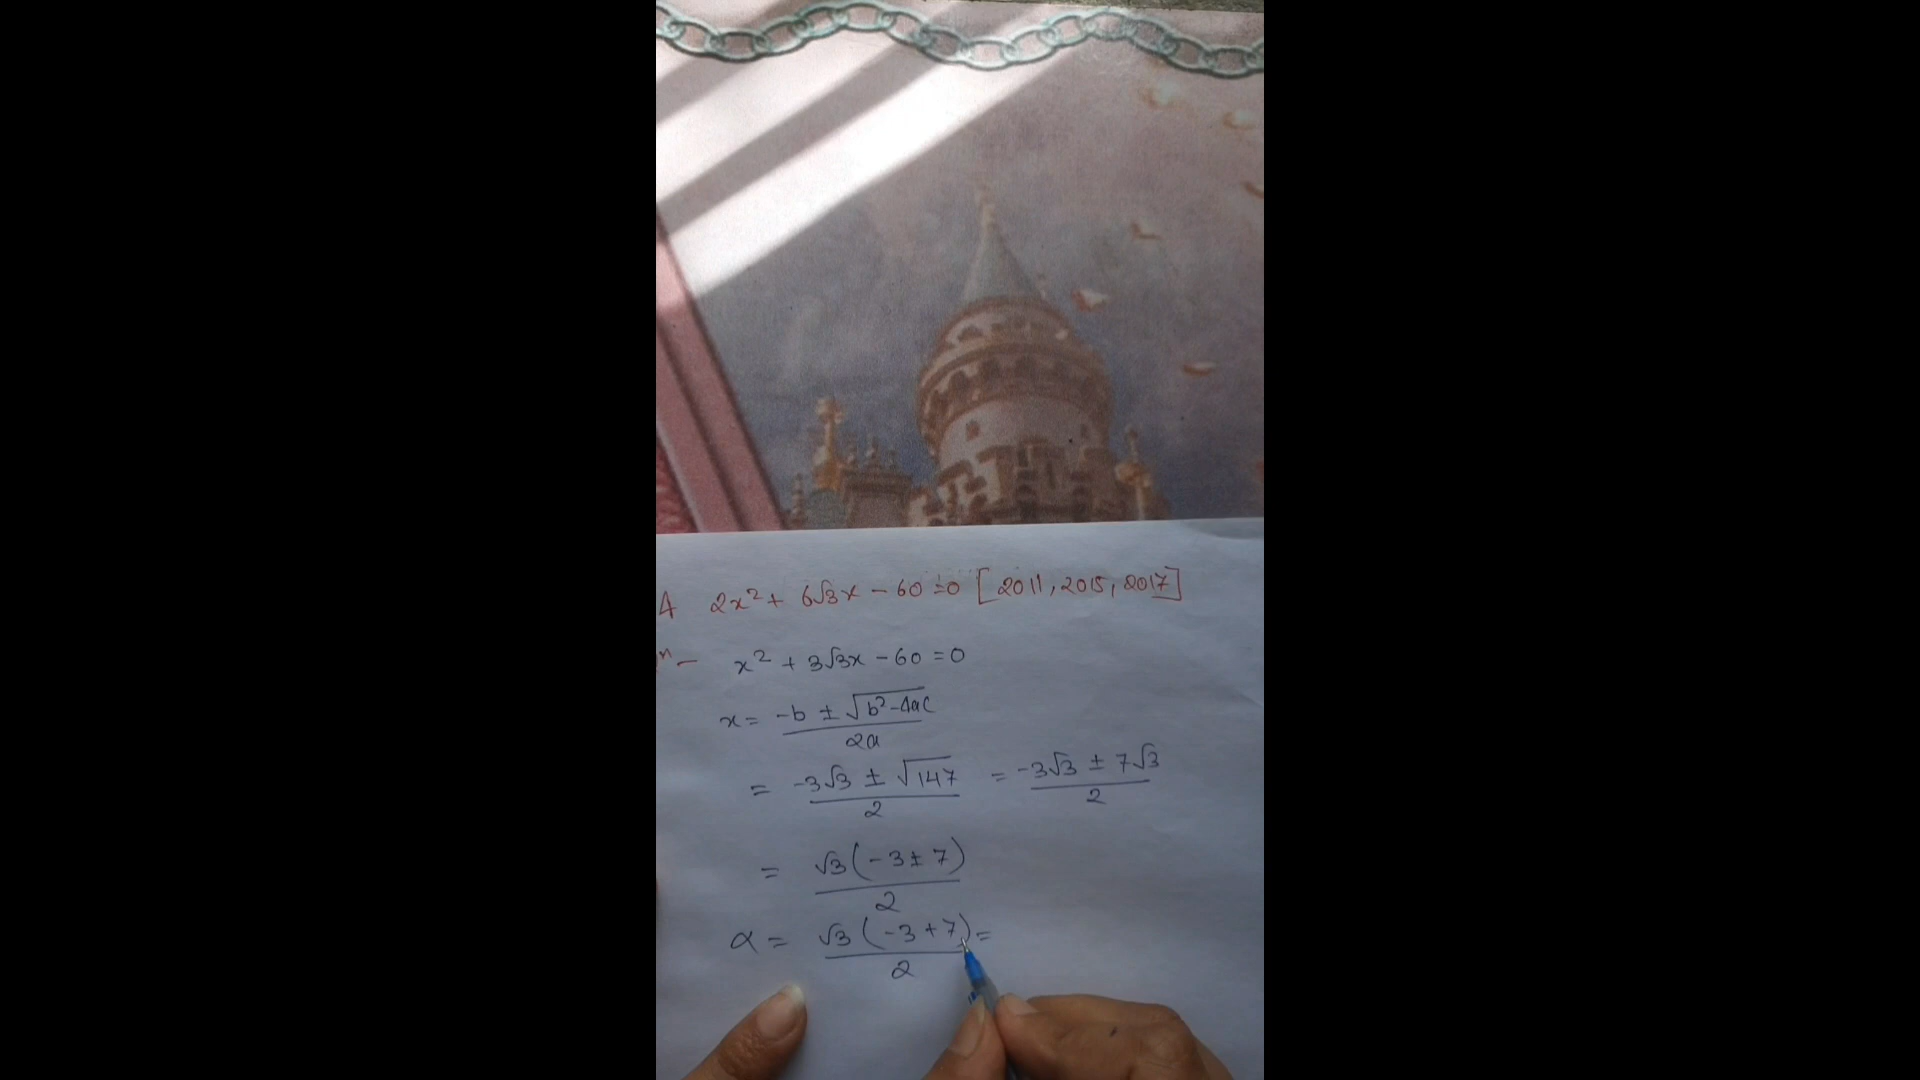 4 2x² + 6√3x - 60 = 0 [2011, 2015, 2017]
n - x² + 3√3x - 60 = 0
x = -b ± √b²-4ac / 2a
= -3√3 ± √147 / 2 = -3√3 ± 7√3 / 2
= √3(-3 ± 7) / 2
α = √3(-3 + 7) / 2 =